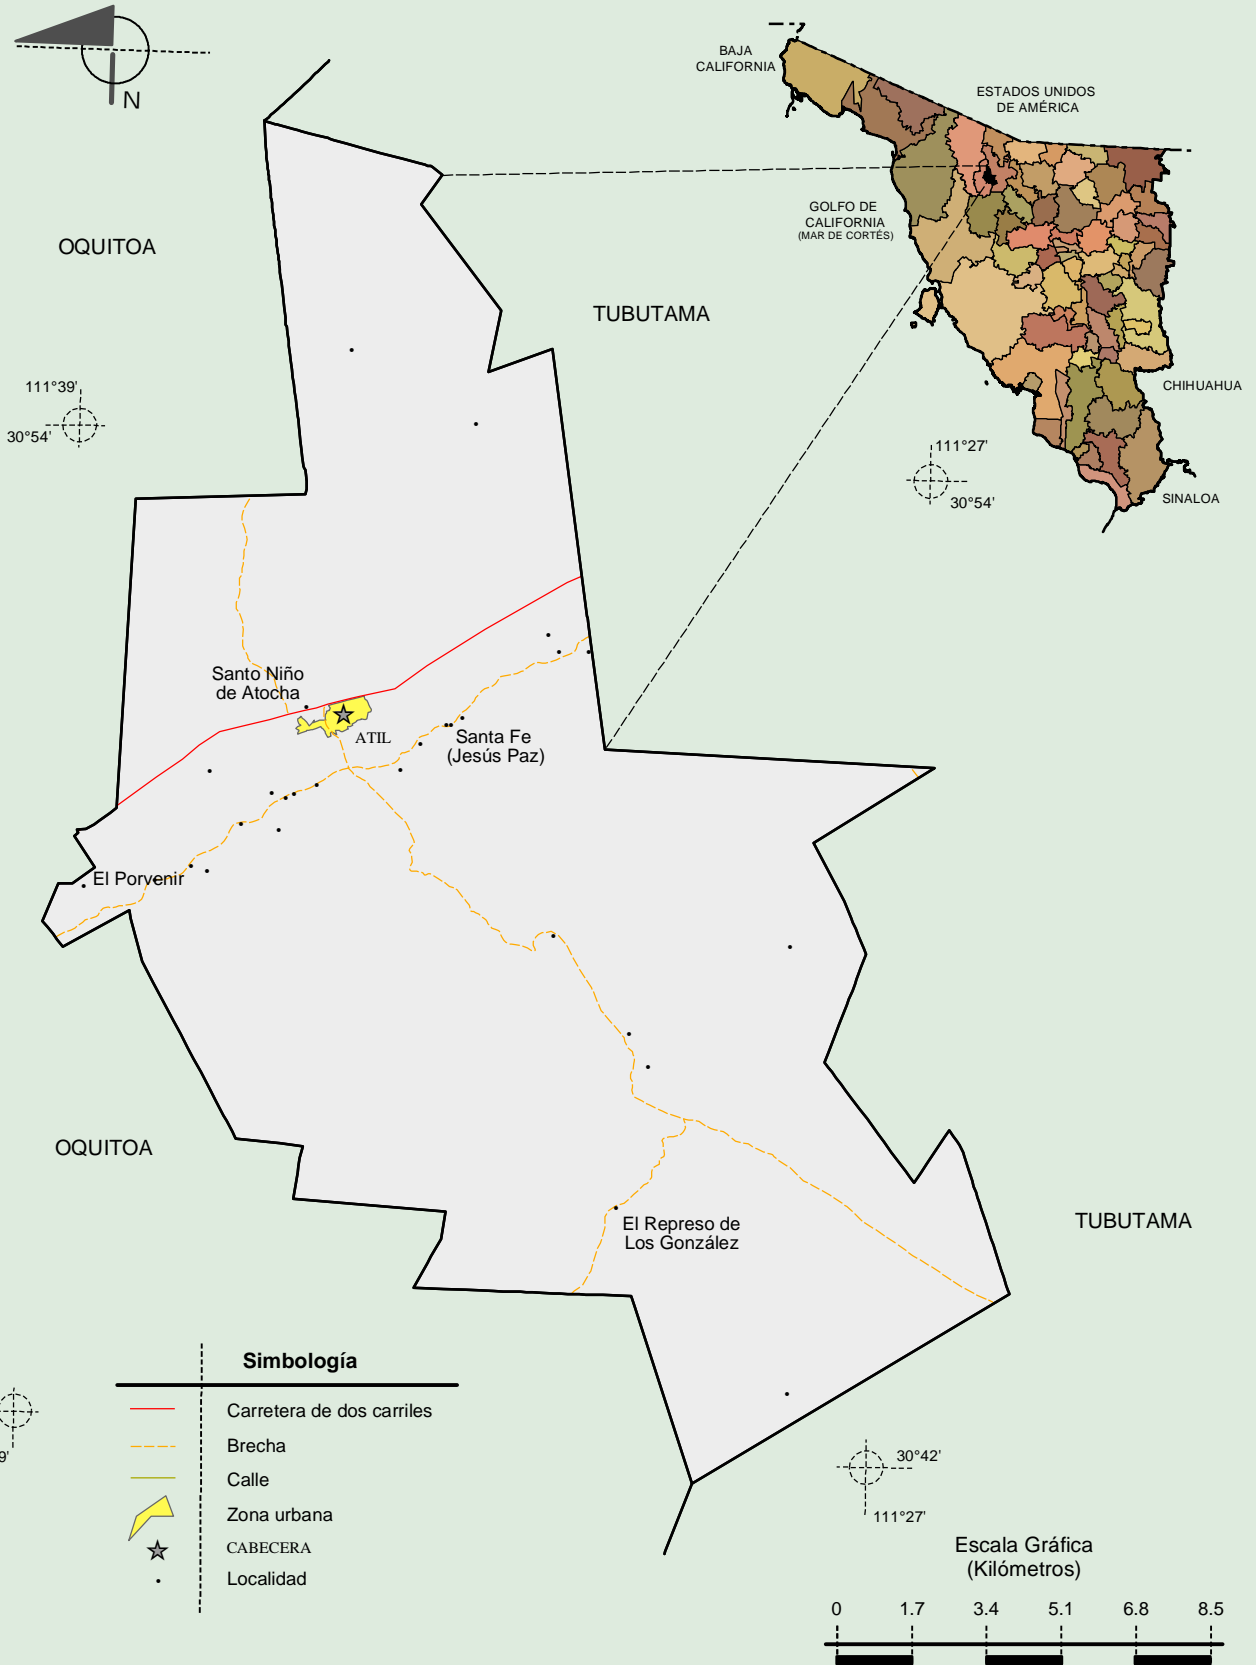 N
BAJA
CALIFORNIA
ESTADOS UNIDOS
DE AMÉRICA
GOLFO DE
CALIFORNIA
(MAR DE CORTÉS)
OQUITOA
TUBUTAMA
CHIHUAHUA
SINALOA
111°39'
30°54'
111°27'
30°54'
Santo Niño
de Atocha
ATIL
Santa Fe
(Jesús Paz)
El Porvenir
OQUITOA
El Represo de
Los González
TUBUTAMA
Simbología
Carretera de dos carriles
Brecha
Calle
Zona urbana
CABECERA
Localidad
9'
30°42'
111°27'
Escala Gráfica
(Kilómetros)
0 1.7 3.4 5.1 6.8 8.5